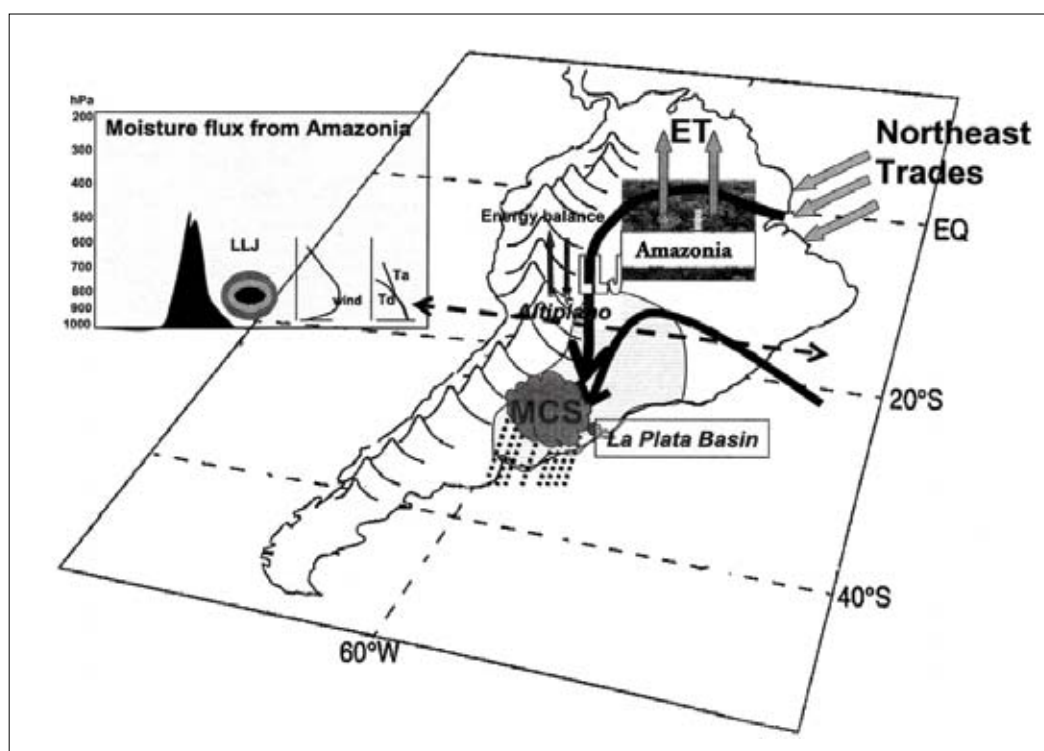 hPa
200
300
400
500
600
700
800
900
1000
Moisture flux from Amazonia
LLJ
wind
Ta
Td
ET
Northeast
Trades
EQ
Energy balance
Amazonia
Altiplano
MCS
La Plata Basin
20°S
40°S
60°W